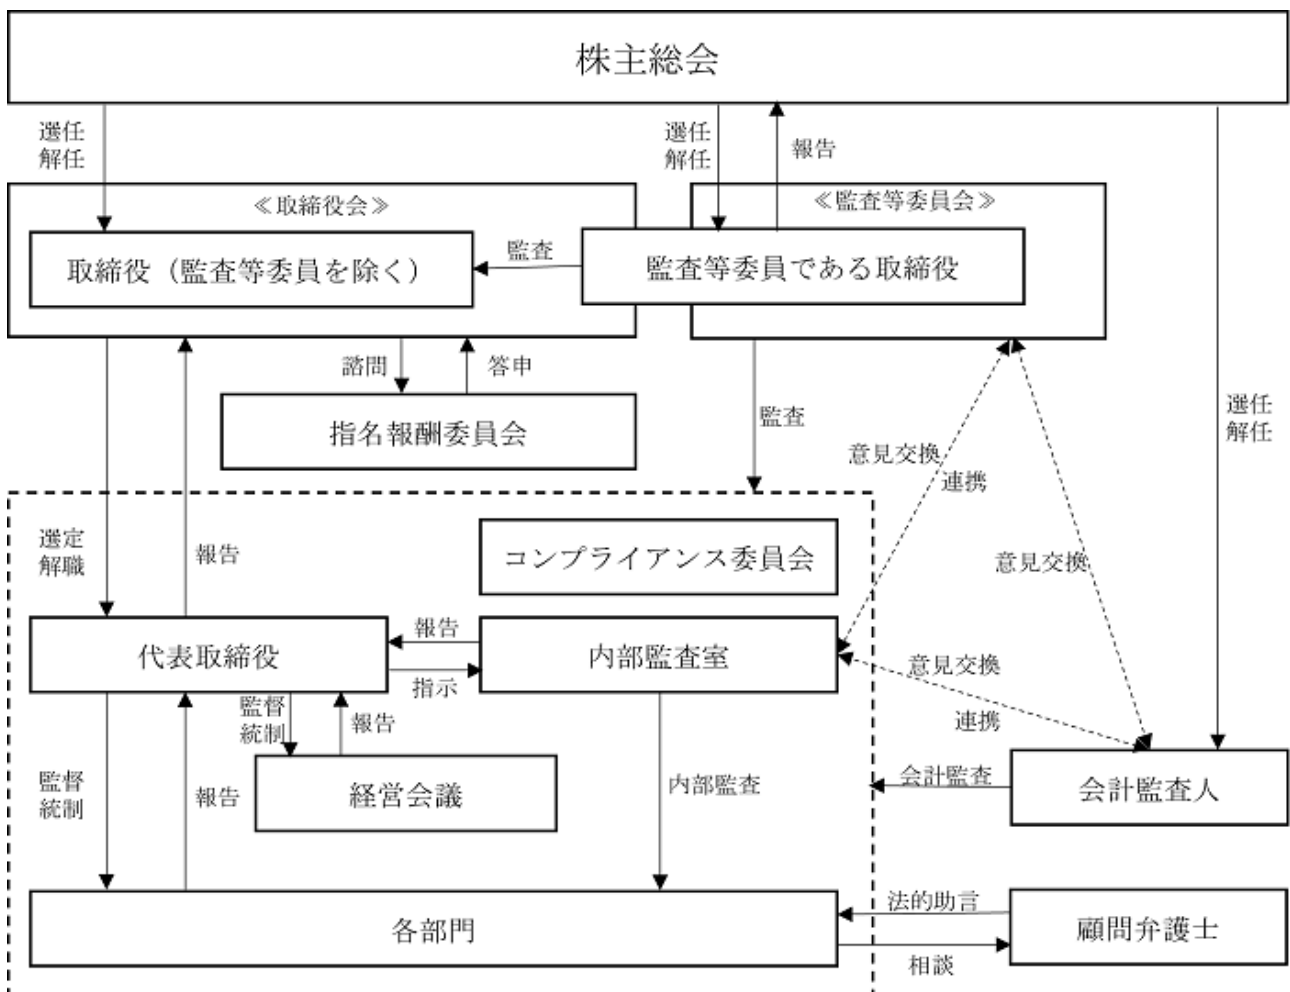 株主総会
選任
解任
選任
解任
報告
≪取締役会≫
≪監査等委員会≫
取締役（監査等委員を除く）
監査
監査等委員である取締役
諮問
答申
指名報酬委員会
監査
選任
解任
意見交換
連携
選定
解職
報告
コンプライアンス委員会
意見交換
代表取締役
報告
指示
内部監査室
意見交換
連携
監督
統制
報告
経営会議
監督
統制
報告
内部監査
会計監査
会計監査人
各部門
法的助言
相談
顧問弁護士